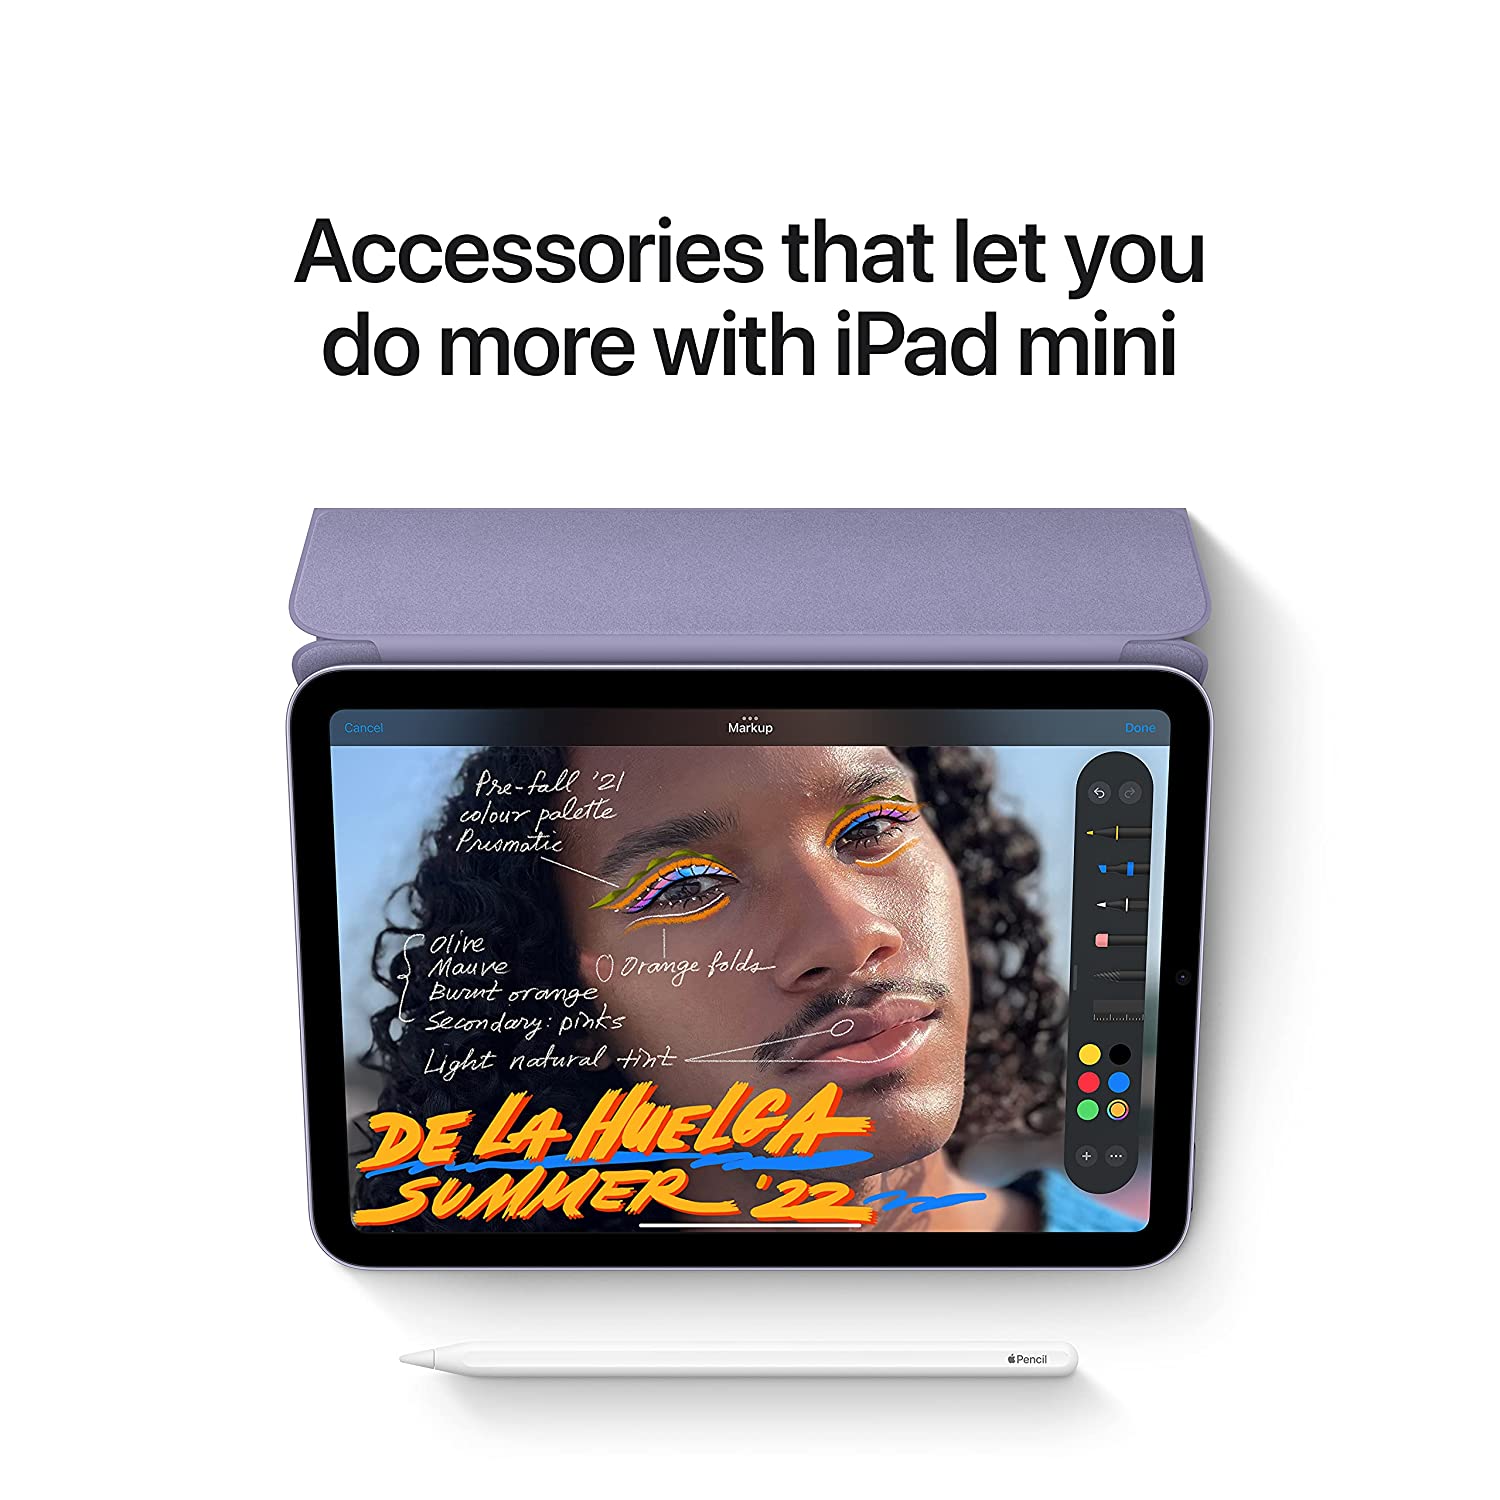 Accessories that let you
do more with iPad mini
Cancel
Markup
Done
Pre-fall '21
colour palette
Prismatic
Olive
Mauve
Burnt orange
Secondary: pinks
Orange folds
Light natural tint
DE LA HUELGA
SUMMER '22
Pencil